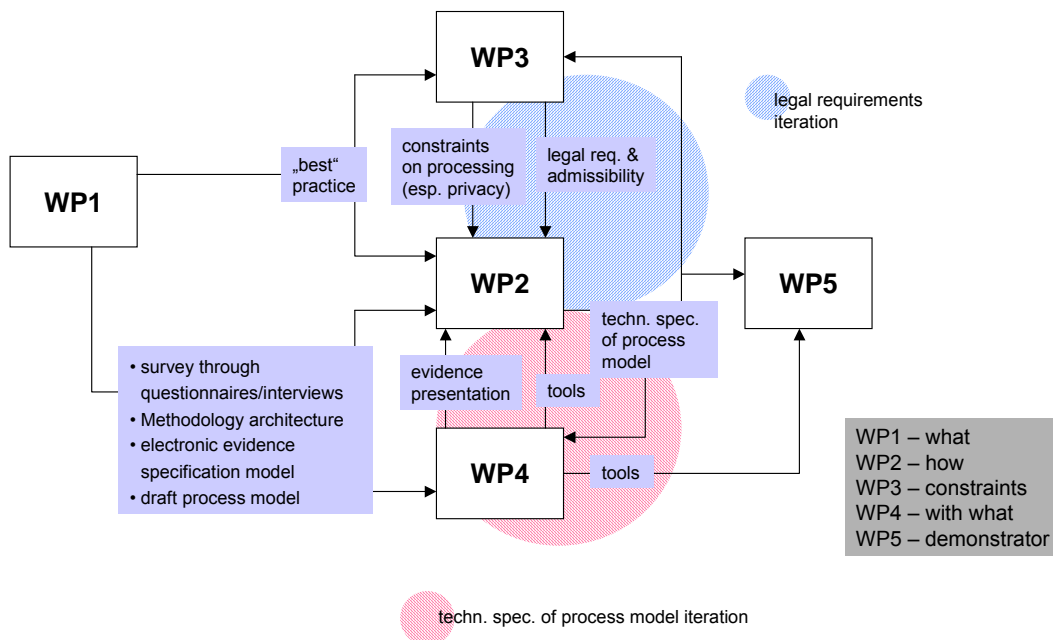 WP3
legal requirements
iteration
„best“
practice
constraints
on processing
(esp. privacy)
legal req. &
admissibility
WP1
WP2
WP5
techn. spec.
of process
model
• survey through
questionnaires/interviews
• Methodology architecture
• electronic evidence
specification model
• draft process model
evidence
presentation
tools
WP4
tools
WP1 – what
WP2 – how
WP3 – constraints
WP4 – with what
WP5 – demonstrator
techn. spec. of process model iteration